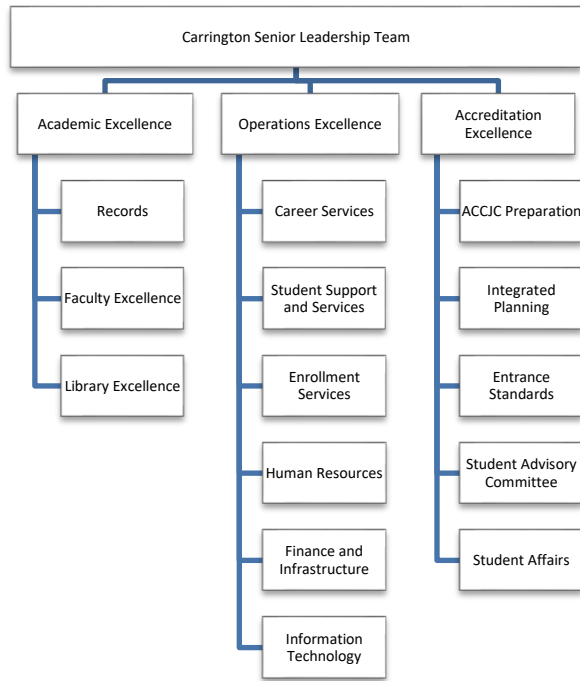 Carrington Senior Leadership Team
Academic Excellence
Operations Excellence
Accreditation
Excellence
Records
Faculty Excellence
Library Excellence
Career Services
Student Support
and Services
Enrollment
Services
Human Resources
Finance and
Infrastructure
Information
Technology
ACCJC Preparation
Integrated
Planning
Entrance
Standards
Student Advisory
Committee
Student Affairs